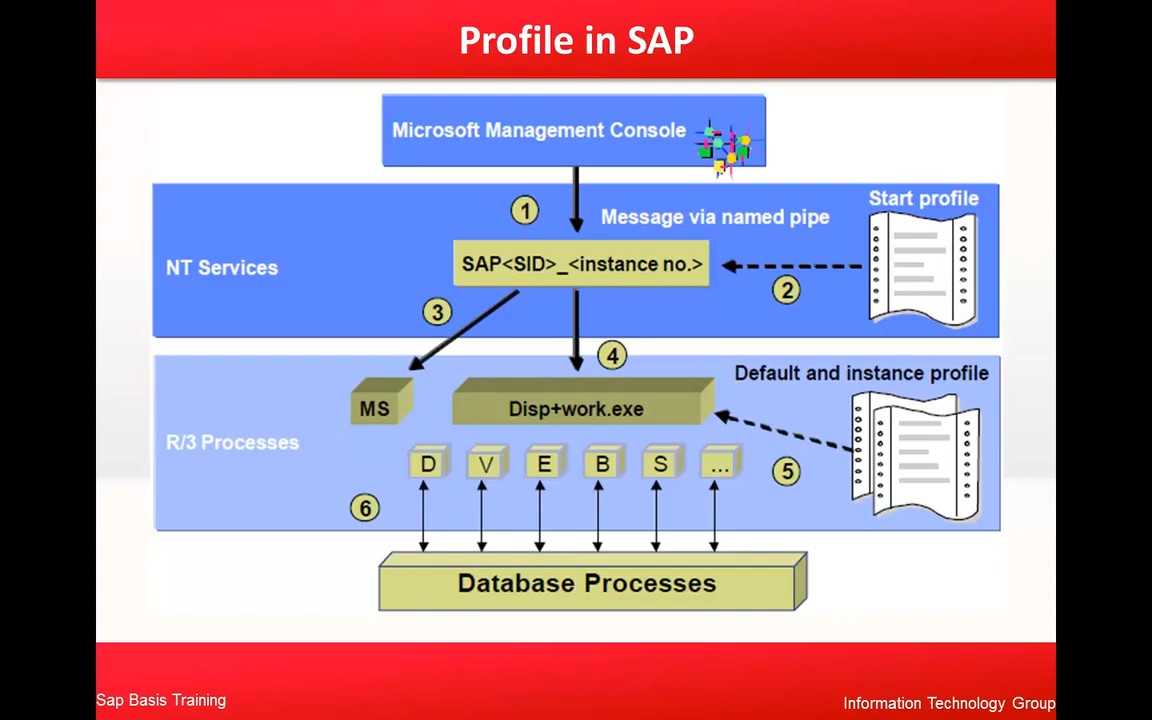 Profile in SAP
Microsoft Management Console
1
Message via named pipe
Start profile
NT Services
SAP<SID>_<instance no.>
2
3
4
Default and instance profile
MS
Disp+work.exe
R/3 Processes
D
V
E
B
S
...
5
6
Database Processes
Sap Basis Training
Information Technology Group